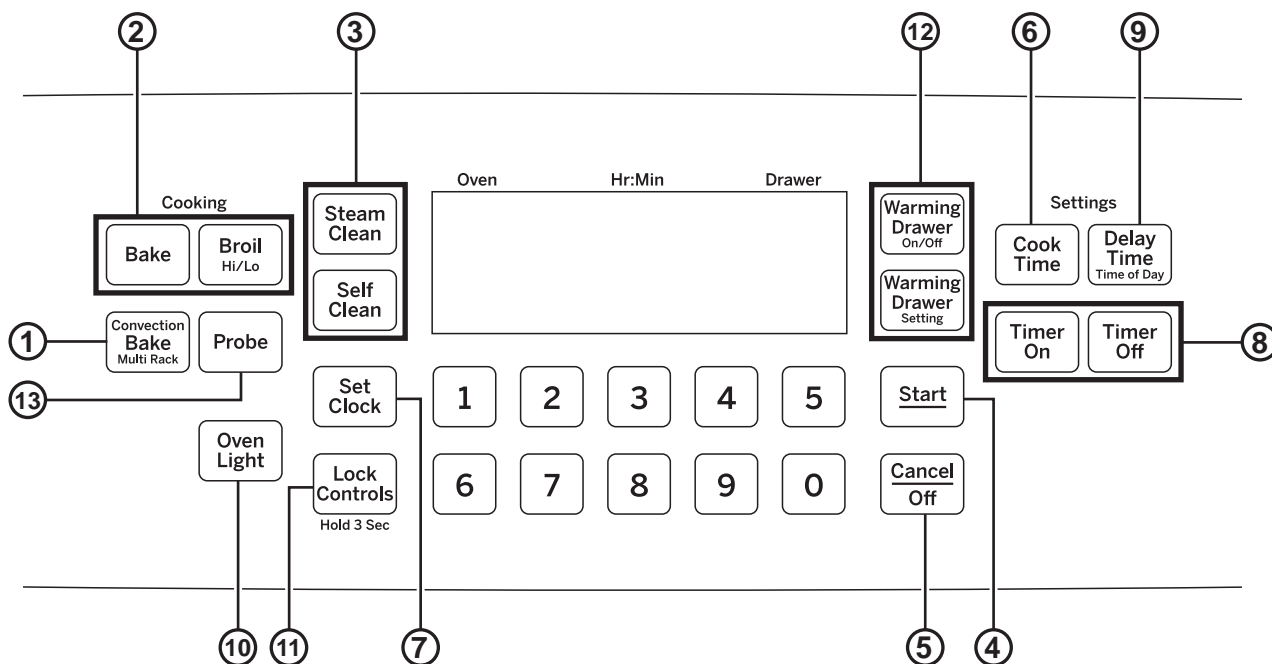 2
3
12
6
9
Oven Hr:Min Drawer
Cooking
Settings
Bake
Broil
Hi/Lo
Steam
Clean
Self
Clean
Warming
Drawer
On/Off
Warming
Drawer
Setting
Cook
Time
Delay
Time
Time of Day
1
Convection
Bake
Multi Rack
Probe
Timer
On
Timer
Off
8
13
Set
Clock
1 2 3 4 5
Start
Oven
Light
Lock
Controls
Hold 3 Sec
6 7 8 9 0
Cancel
Off
10
11
7
5
4